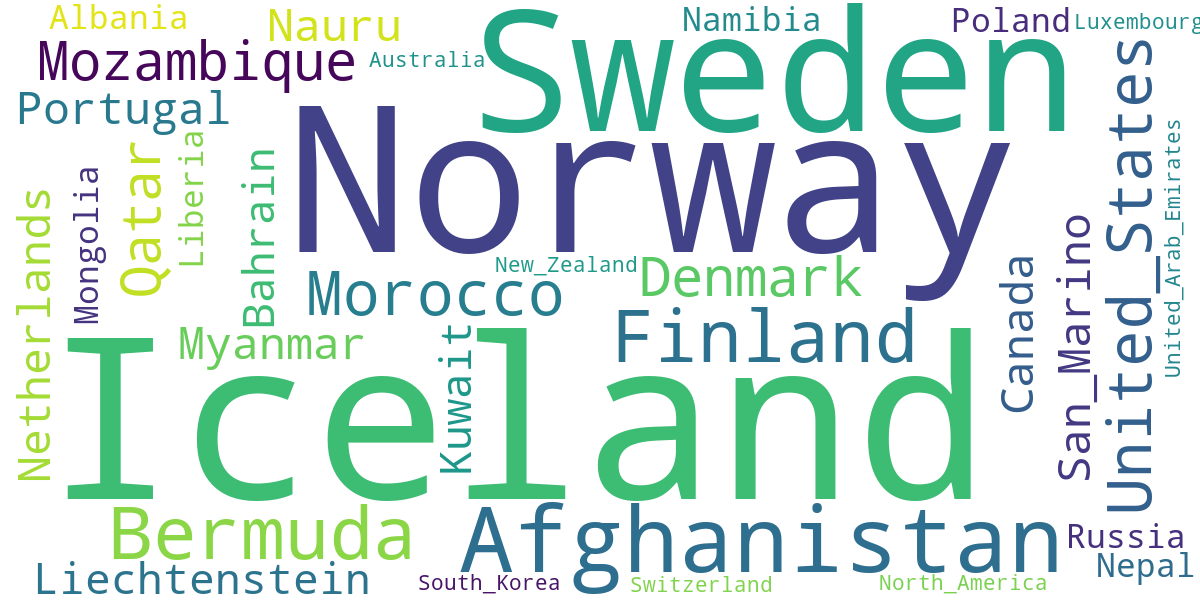 Albania
Nauru
Namibia
Poland
Luxembourg
Sweden
Mozambique
Australia
Portugal
Norway
Netherlands
Mongolia
Qatar
Liberia
Bahrain
United_States
United_Arab_Emirates
San_Marino
Canada
New_Zealand
Denmark
Morocco
Finland
Myanmar
Kuwait
Iceland
Bermuda
Afghanistan
Russia
Nepal
Liechtenstein
South_Korea
Switzerland
North_America